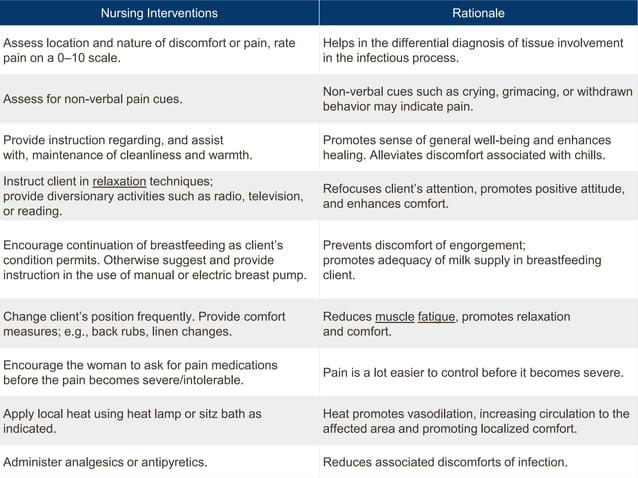 Nursing Interventions
Rationale
Assess location and nature of discomfort or pain, rate
pain on a 0–10 scale.
Helps in the differential diagnosis of tissue involvement
in the infectious process.
Assess for non-verbal pain cues.
Non-verbal cues such as crying, grimacing, or withdrawn
behavior may indicate pain.
Provide instruction regarding, and assist
with, maintenance of cleanliness and warmth.
Promotes sense of general well-being and enhances
healing. Alleviates discomfort associated with chills.
Instruct client in relaxation techniques;
provide diversionary activities such as radio, television,
or reading.
Refocuses client’s attention, promotes positive attitude,
and enhances comfort.
Encourage continuation of breastfeeding as client’s
condition permits. Otherwise suggest and provide
instruction in the use of manual or electric breast pump.
Prevents discomfort of engorgement;
promotes adequacy of milk supply in breastfeeding
client.
Change client’s position frequently. Provide comfort
measures; e.g., back rubs, linen changes.
Reduces muscle fatigue, promotes relaxation
and comfort.
Encourage the woman to ask for pain medications
before the pain becomes severe/intolerable.
Pain is a lot easier to control before it becomes severe.
Apply local heat using heat lamp or sitz bath as
indicated.
Heat promotes vasodilation, increasing circulation to the
affected area and promoting localized comfort.
Administer analgesics or antipyretics.
Reduces associated discomforts of infection.